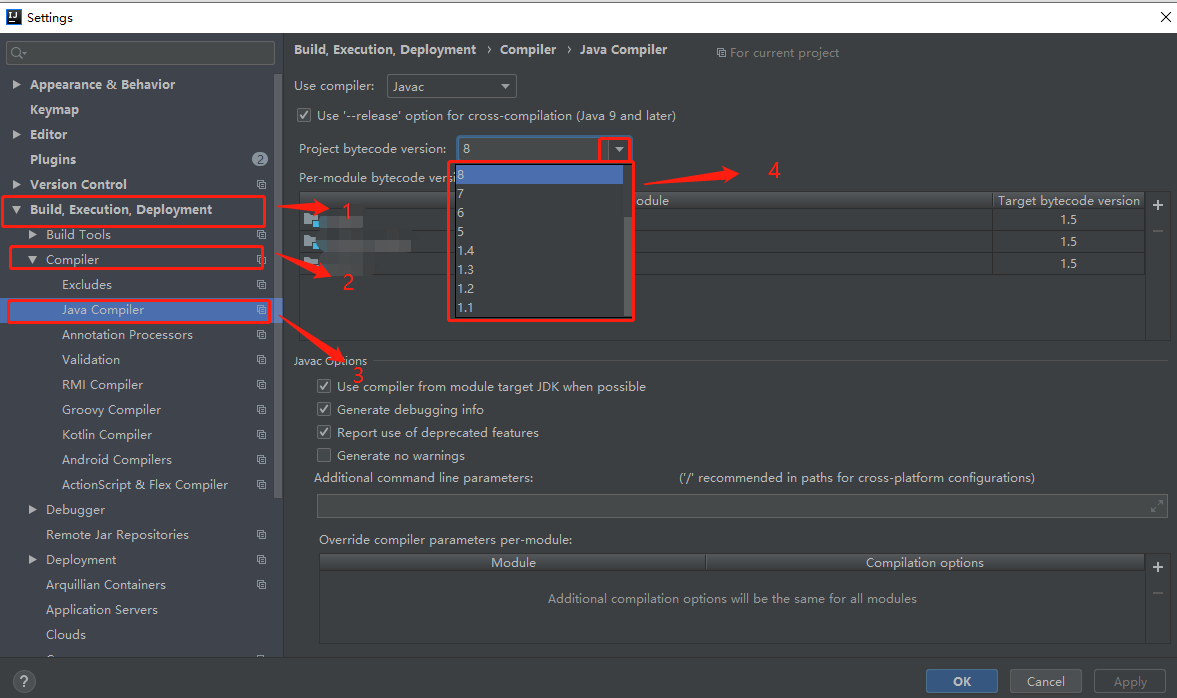 Settings
Build, Execution, Deployment › Compiler › Java Compiler
For current project
Appearance & Behavior
Keymap
Editor
Plugins
2
Version Control
Build, Execution, Deployment
1
Build Tools
Compiler
2
Excludes
Java Compiler
3
Annotation Processors
Validation
RMI Compiler
Groovy Compiler
Kotlin Compiler
Android Compilers
ActionScript & Flex Compiler
Debugger
Remote Jar Repositories
Deployment
Arquillian Containers
Application Servers
Clouds
Use compiler: Javac
Use '--release' option for cross-compilation (Java 9 and later)
Project bytecode version: 8
4
Per-module bytecode versi
8
7
6
5
1.4
1.3
1.2
1.1
odule
Target bytecode version
1.5
1.5
1.5
Javac Options
Use compiler from module target JDK when possible
Generate debugging info
Report use of deprecated features
Generate no warnings
Additional command line parameters: ('/' recommended in paths for cross-platform configurations)
Override compiler parameters per-module:
Module Compilation options
Additional compilation options will be the same for all modules
?
OK Cancel Apply